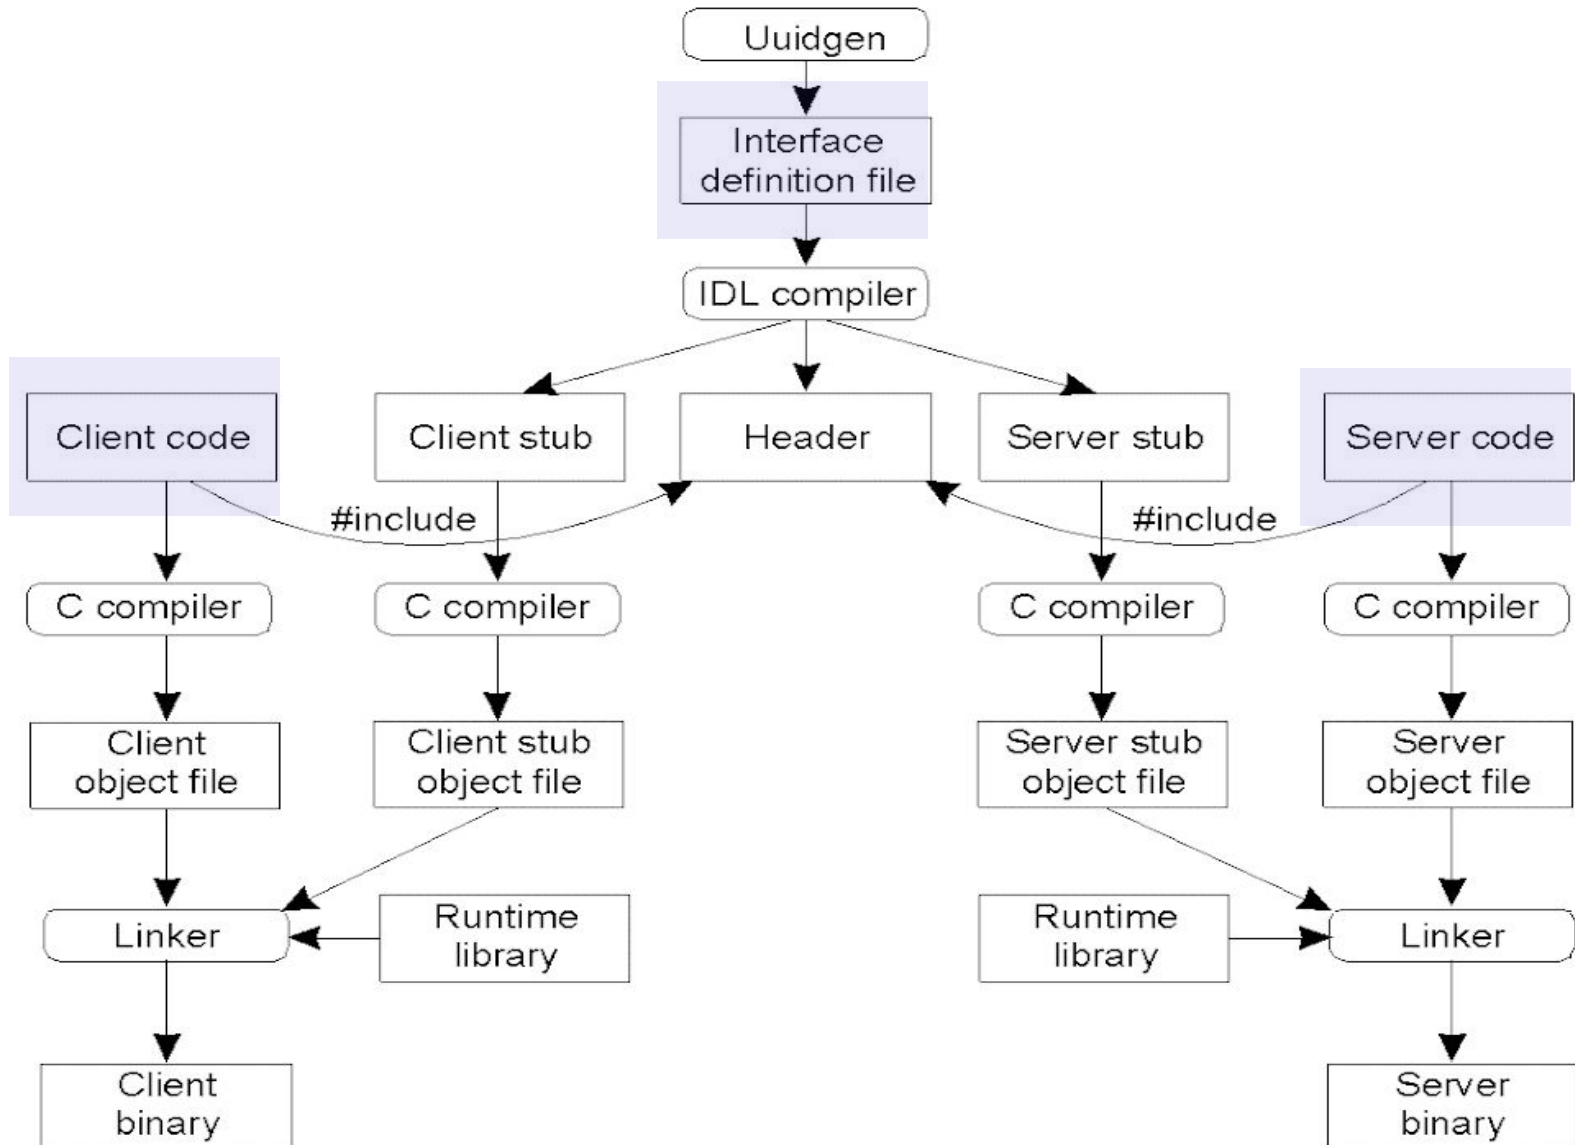 Uuidgen
Interface
definition file
IDL compiler
Client code
Client stub
Header
Server stub
Server code
#include
#include
C compiler
C compiler
C compiler
C compiler
Client
object file
Client stub
object file
Server stub
object file
Server
object file
Linker
Runtime
library
Runtime
library
Linker
Client
binary
Server
binary